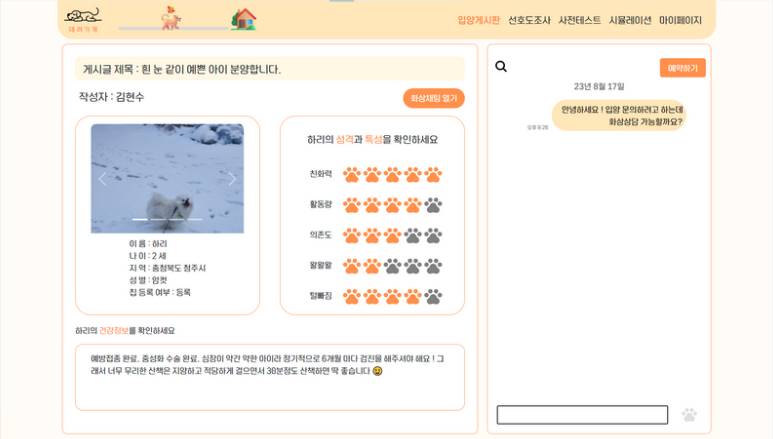 데려가개
입양게시판 선호도조사 사전테스트 시뮬레이션 마이페이지
게시글 제목 : 흰 눈 같이 예쁜 아이 분양합니다.
작성자 : 김현수
화상채팅 열기
이 름 : 하리
나 이 : 2 세
지 역 : 충청북도 청주시
성 별 : 암컷
칩 등록 여부 : 등록
하리의 성격과 특성을 확인하세요
친화력
활동량
의존도
왈왈왈
털빠짐
하리의 건강정보를 확인하세요
예방접종 완료. 중성화 수술 완료. 심장이 약간 약한 아이라 정기적으로 6개월 마다 검진을 해주셔야 해요 ! 그
래서 너무 무리한 산책은 지양하고 적당하게 걸으면서 30분정도 산책하면 딱 좋습니다 😀
예약하기
23년 8월 17일
안녕하세요 ! 입양 문의하려고 하는데
화상상담 가능할까요?